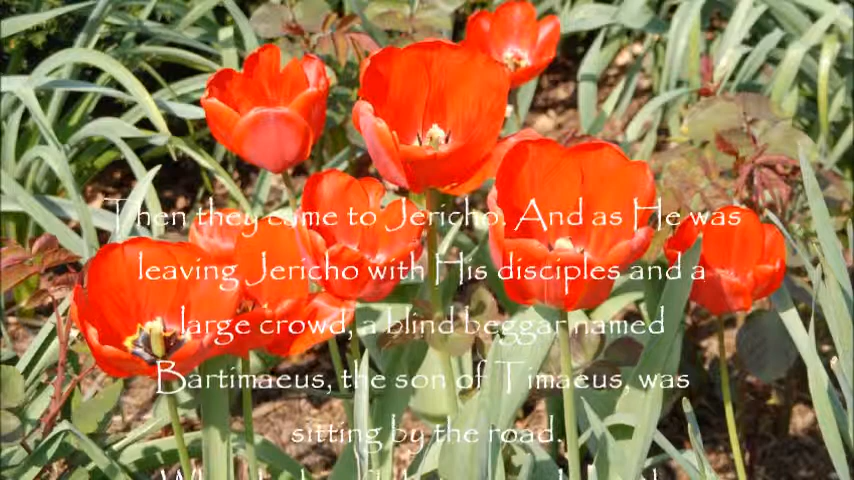 Then they came to Jericho. And as He was
leaving Jericho with His disciples and a
large crowd, a blind beggar named
Bartimaeus, the son of Timaeus, was
sitting by the road.